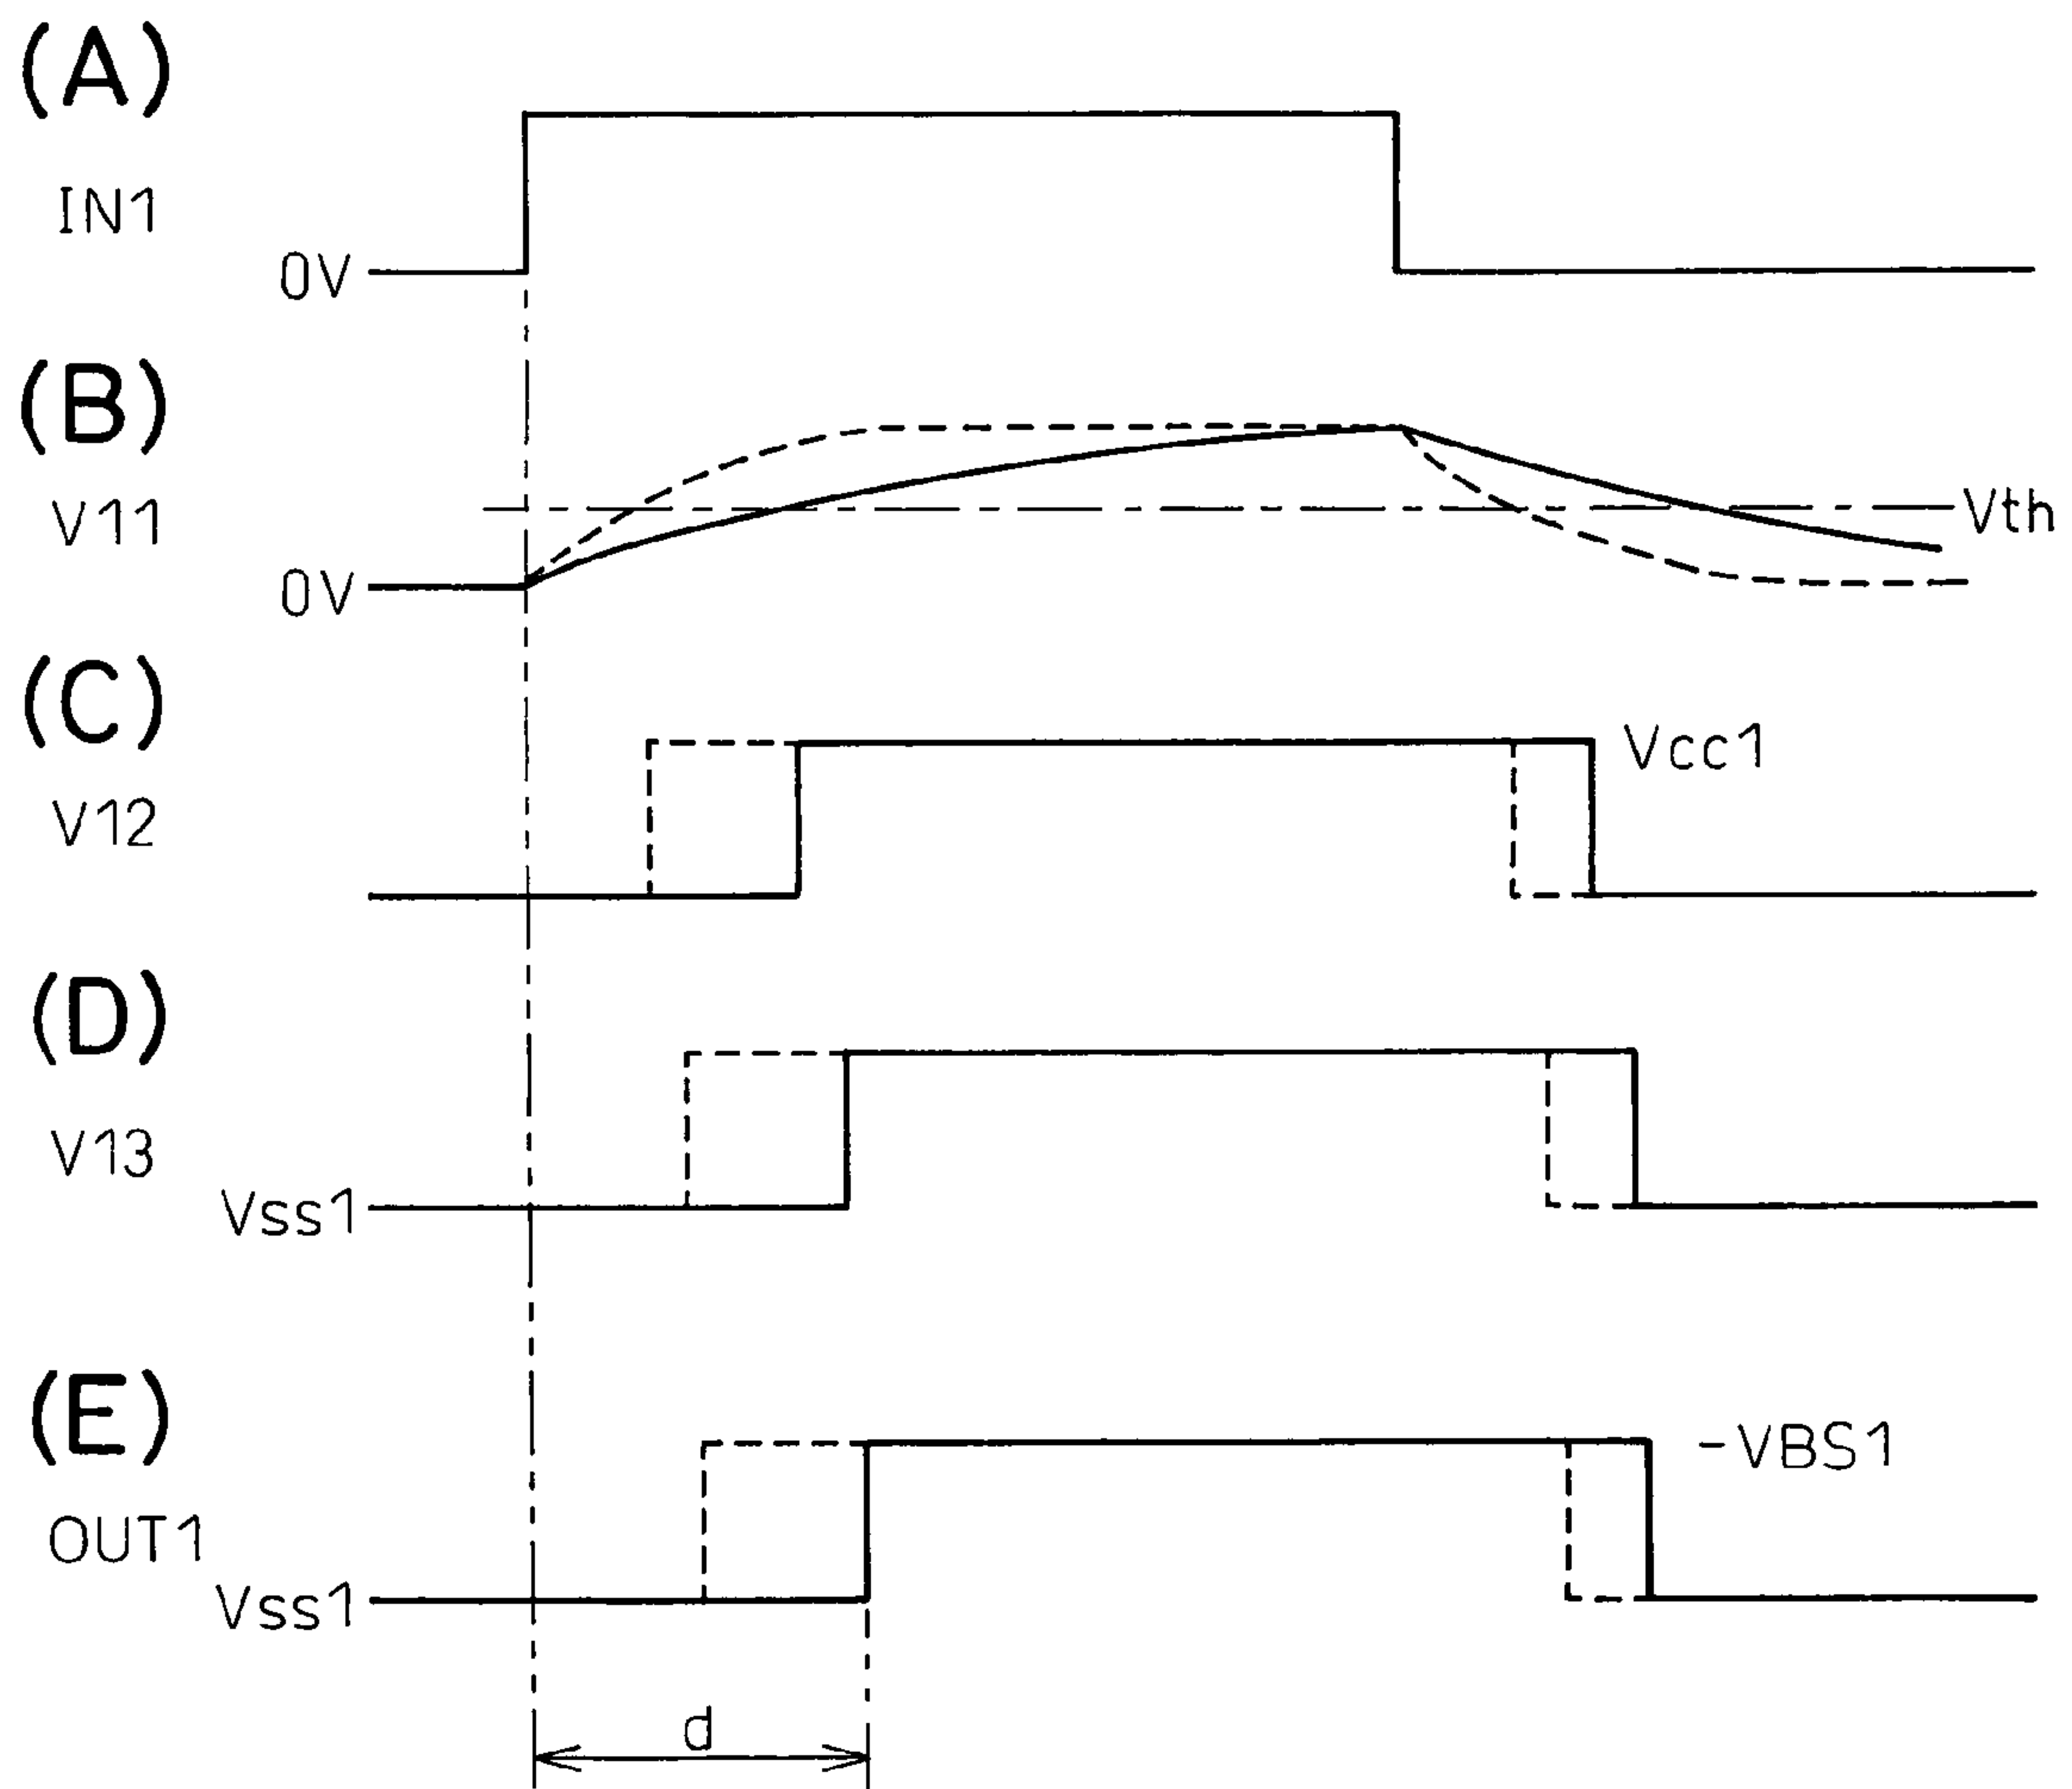 (A)
IN1
0V
(B)
V11
Vth
0V
(C)
Vcc1
V12
(D)
V13
Vss1
(E)
-VBS1
OUT1
Vss1
d